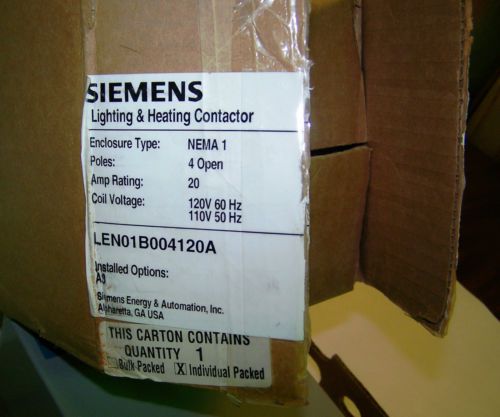 SIEMENS
Lighting & Heating Contactor
Enclosure Type: NEMA 1
Poles: 4 Open
Amp Rating: 20
Coil Voltage: 120V 60 Hz
110V 50 Hz
LEN01B004120A
Installed Options:
A3
Siemens Energy & Automation, Inc.
Alpharetta, GA USA
THIS CARTON CONTAINS
QUANTITY 1
Bulk Packed X Individual Packed